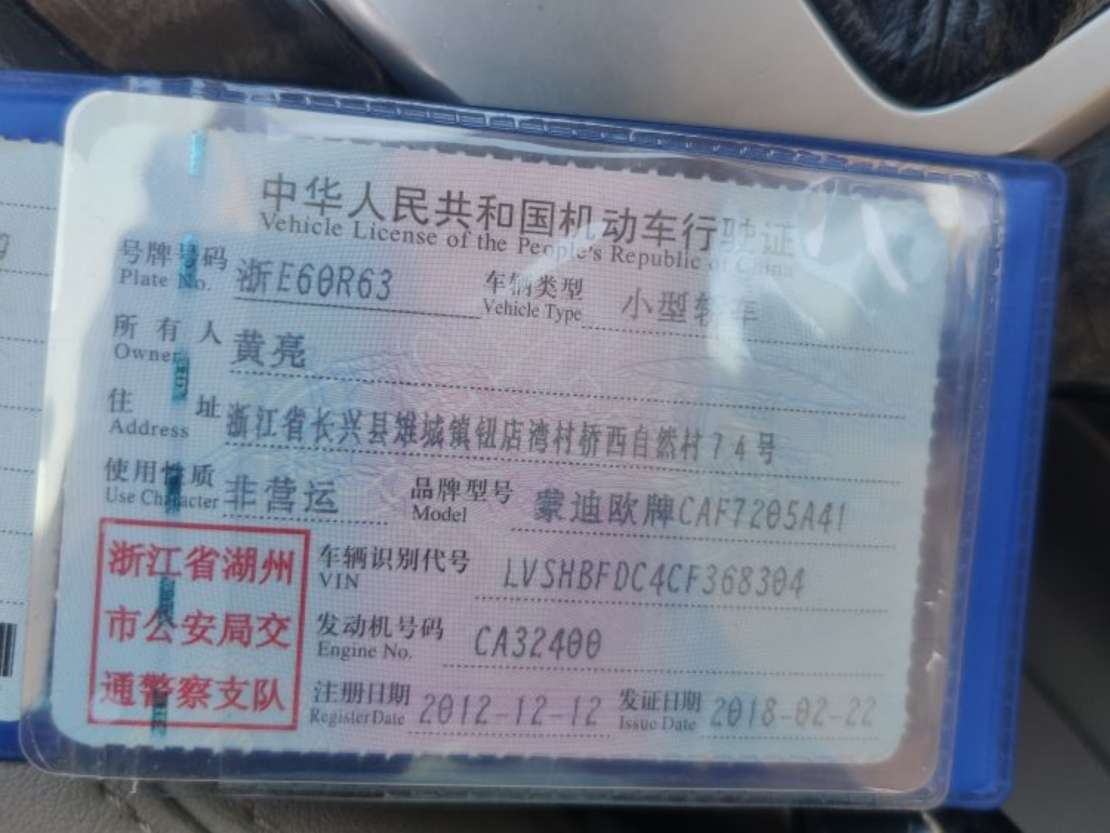 中华人民共和国机动车行驶证
Vehicle License of the People's Republic of China
号牌号码 浙E60R63 车辆类型 小型轿车
Plate No. Vehicle Type
所有人 黄亮
Owner
住址 浙江省长兴县雉城镇钮店湾村桥西自然村74号
Address
使用性质 非营运 品牌型号 蒙迪欧牌CAF7205A41
Use Character Model
浙江省湖州
市公安局交
通警察支队
车辆识别代号 LVSHBFDC4CF368304
VIN
发动机号码 CA32400
Engine No.
注册日期 2012-12-12 发证日期 2018-02-22
Register Date Issue Date